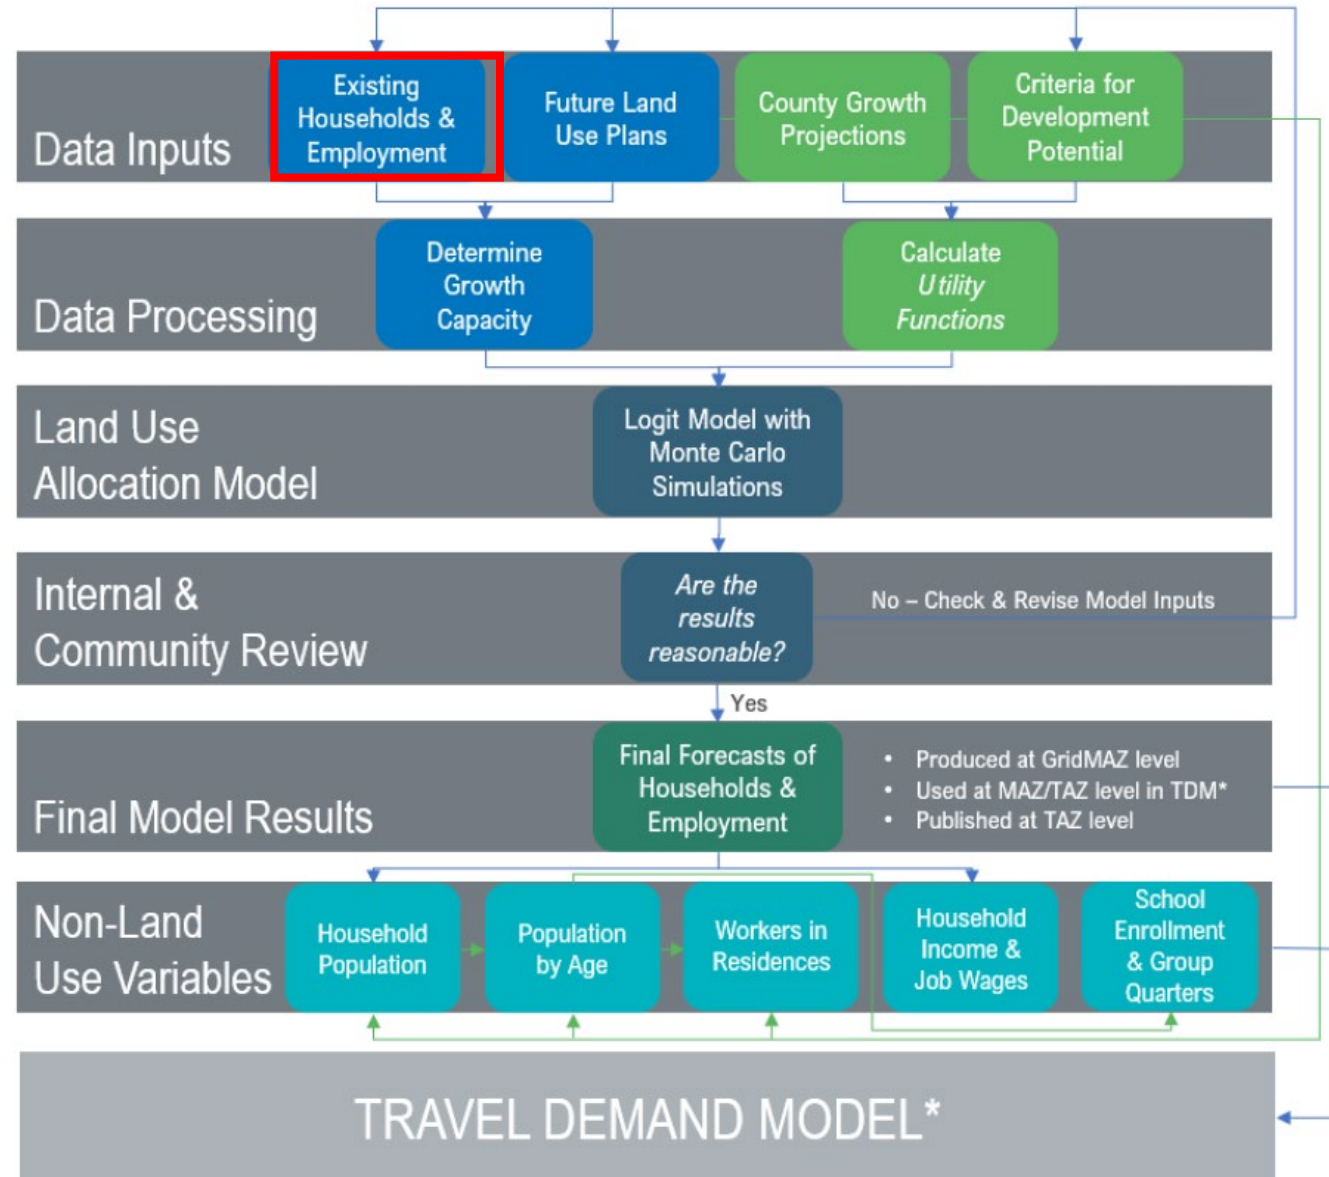 Data Inputs
Existing
Households &
Employment
Future Land
Use Plans
County Growth
Projections
Criteria for
Development
Potential
Data Processing
Determine
Growth
Capacity
Calculate
Utility
Functions
Land Use
Allocation Model
Logit Model with
Monte Carlo
Simulations
Internal &
Community Review
Are the
results
reasonable?
No – Check & Revise Model Inputs
Yes
Final Model Results
Final Forecasts of
Households &
Employment
• Produced at GridMAZ level
• Used at MAZ/TAZ level in TDM*
• Published at TAZ level
Non-Land
Use Variables
Household
Population
Population
by Age
Workers in
Residences
Household
Income &
Job Wages
School
Enrollment
& Group
Quarters
TRAVEL DEMAND MODEL*